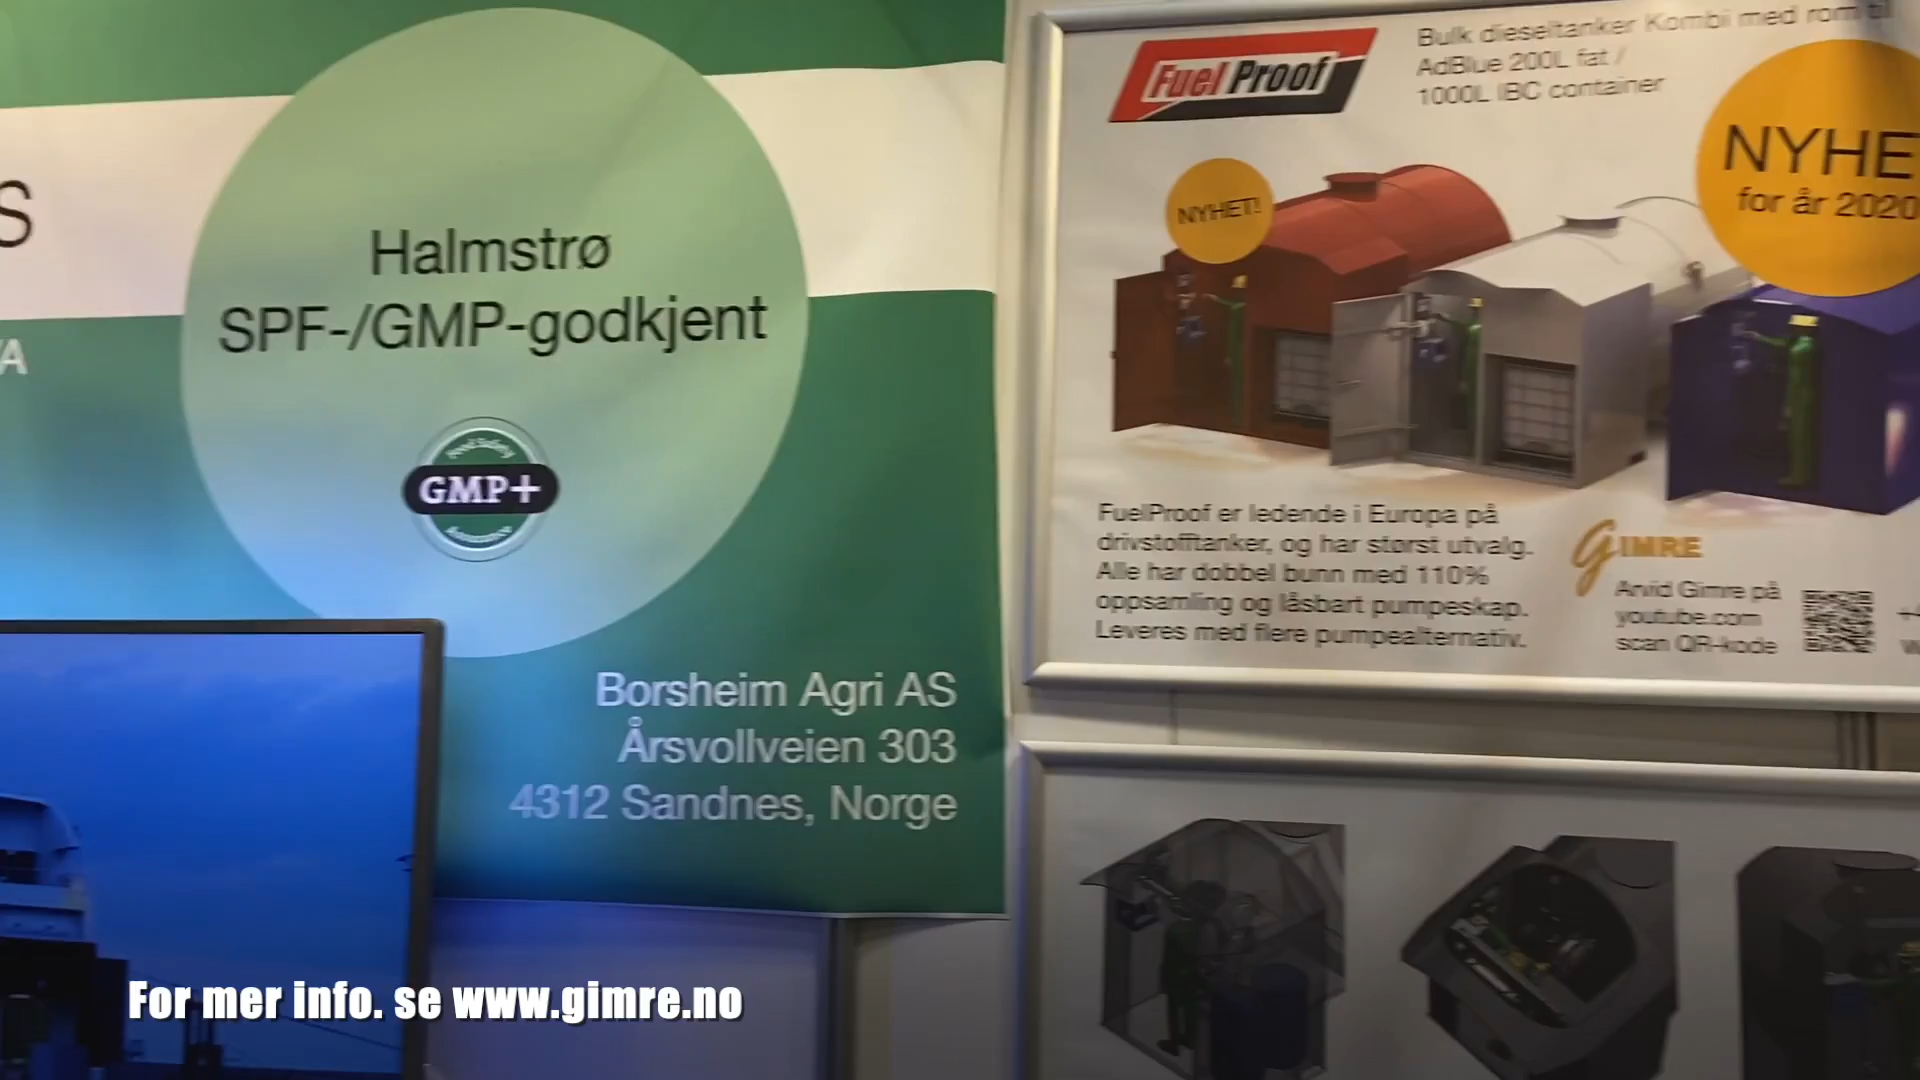 S
/A
Halmstrø
SPF-/GMP-godkjent
GMP+
Borsheim Agri AS
Årsvollveien 303
4312 Sandnes, Norge
Fuel Proof
Bulk dieseltanker Kombi med rom til
AdBlue 200L fat /
1000L IBC container
NYHET!
NYHE
for år 2020
FuelProof er ledende i Europa på
drivstofftanker, og har størst utvalg.
Alle har dobbel bunn med 110%
oppsamling og låsbart pumpeskap.
Leveres med flere pumpealternativ.
GIMRE
Arvid Gimre på
youtube.com
scan QR-kode
For mer info. se www.gimre.no